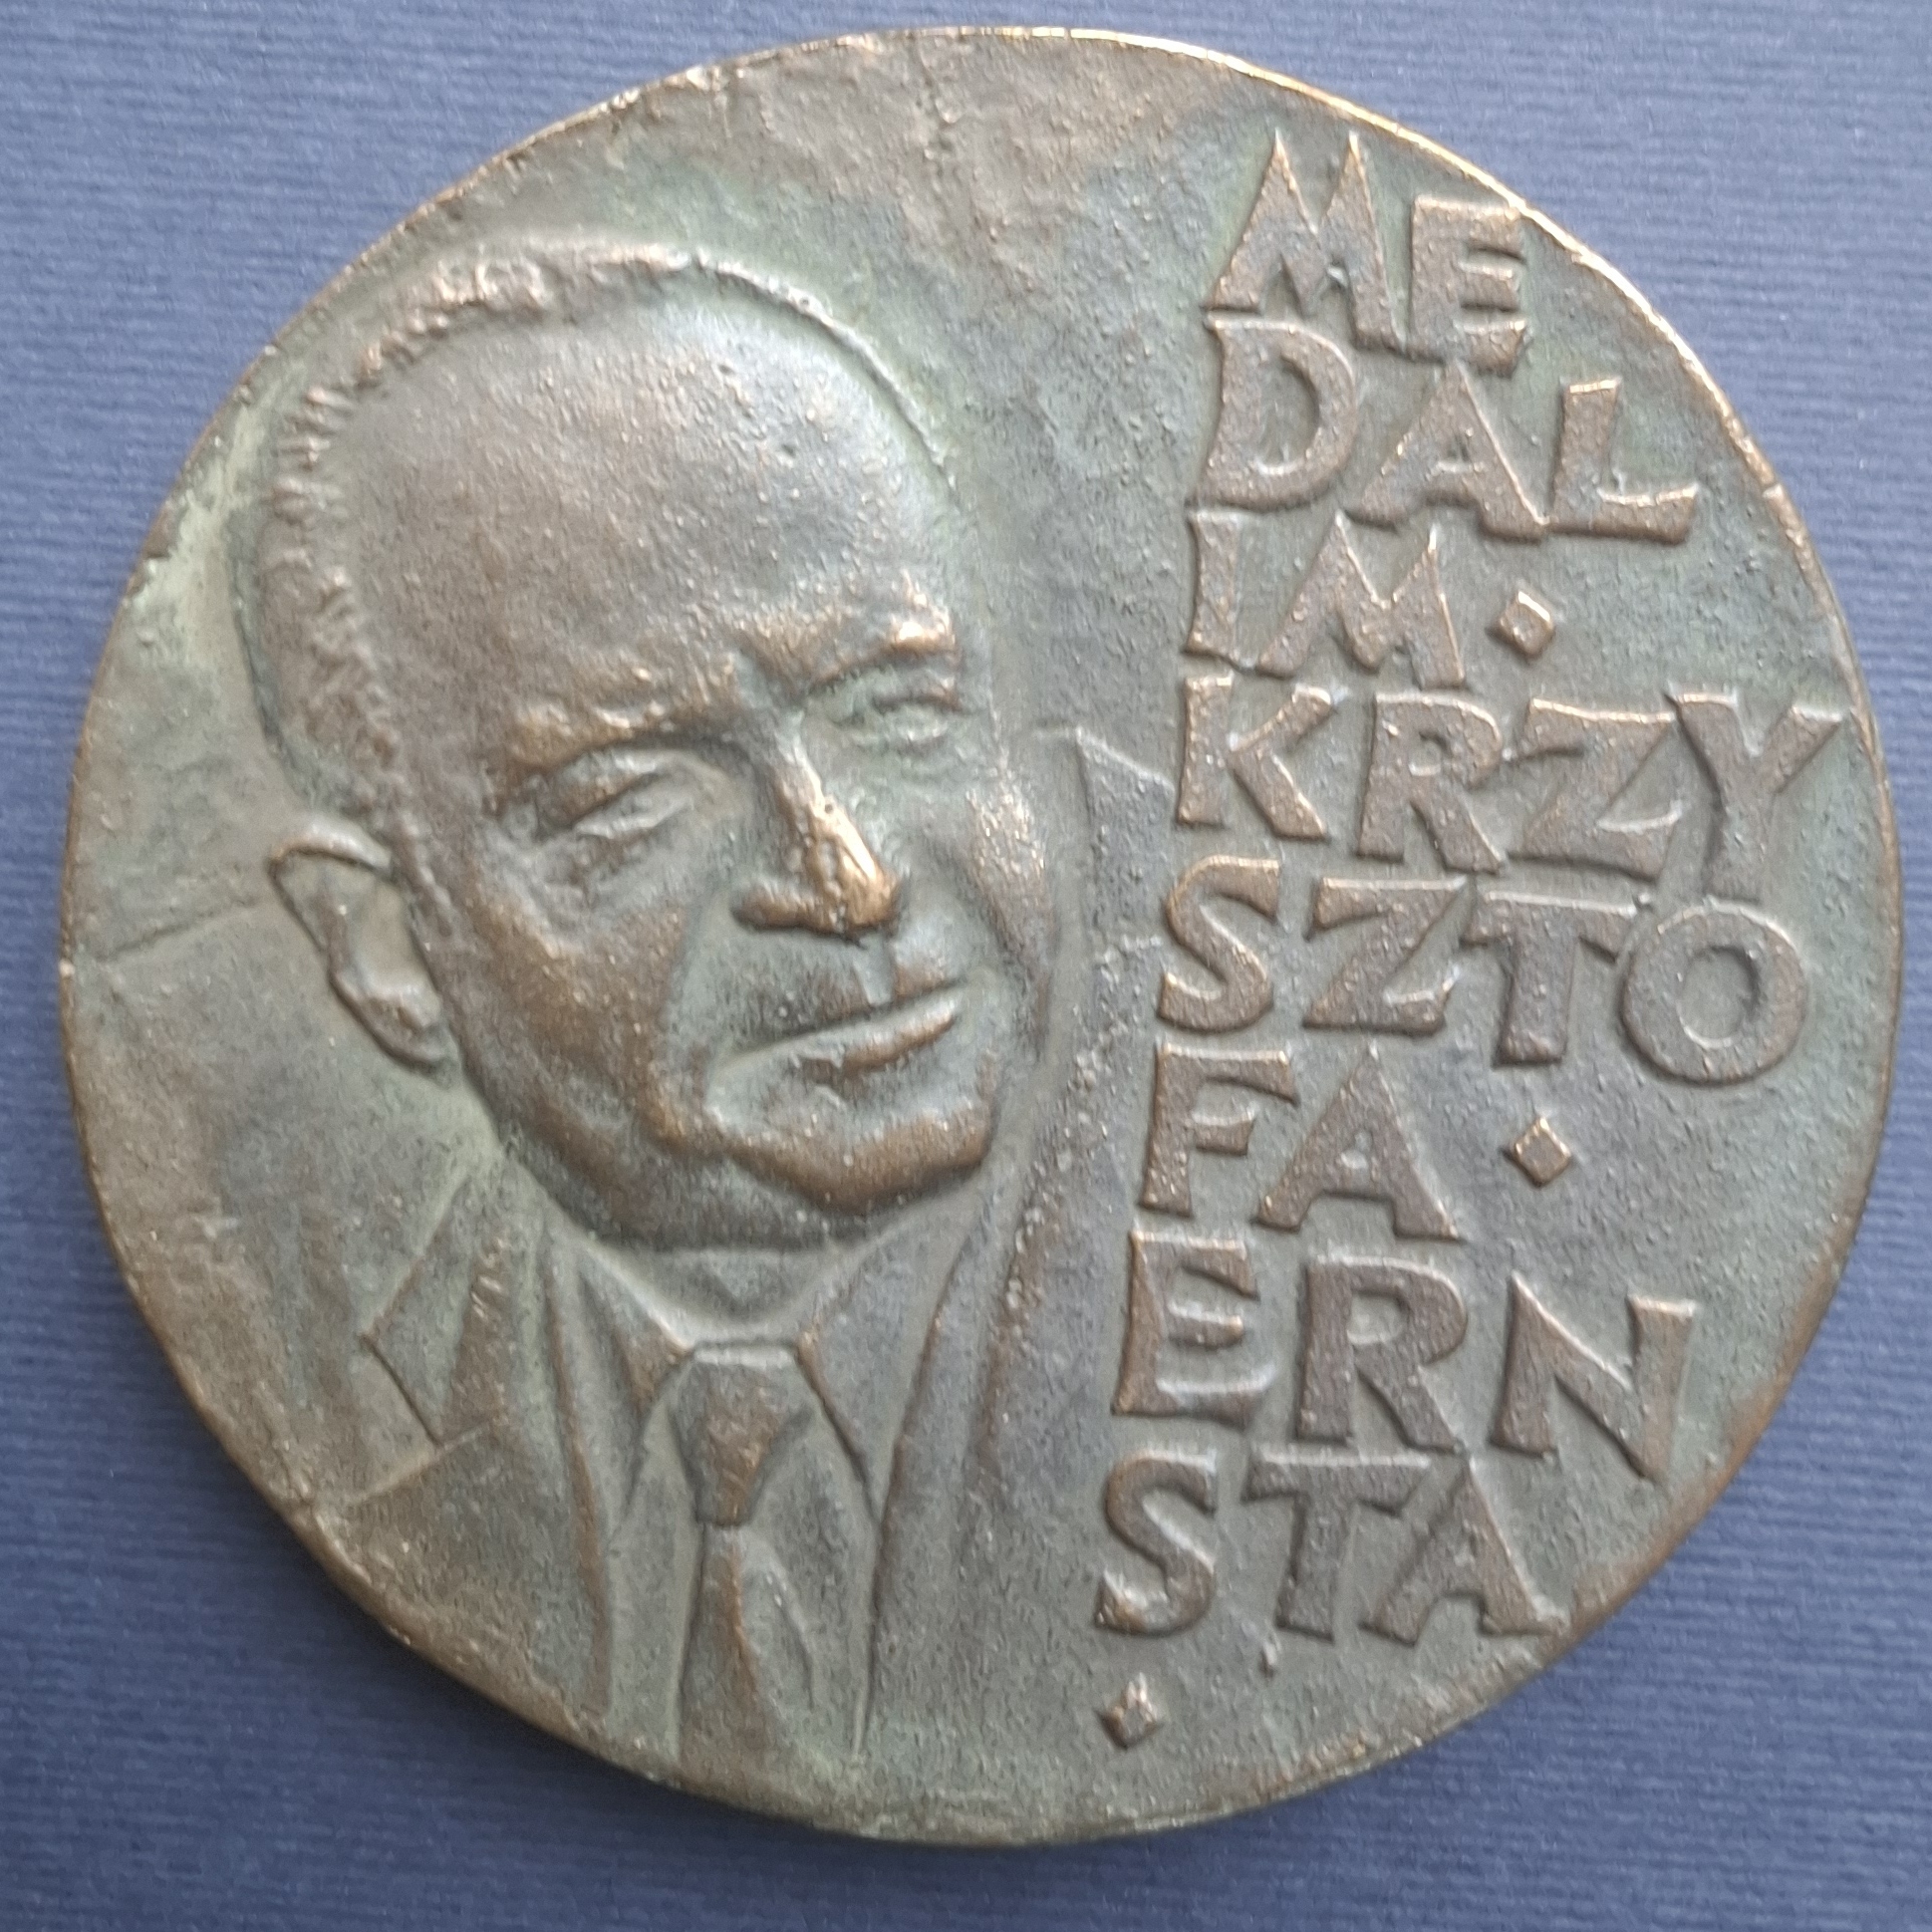 ME
DAL
IM.
KRZY
SZTO
FA.
ERN
STA
.